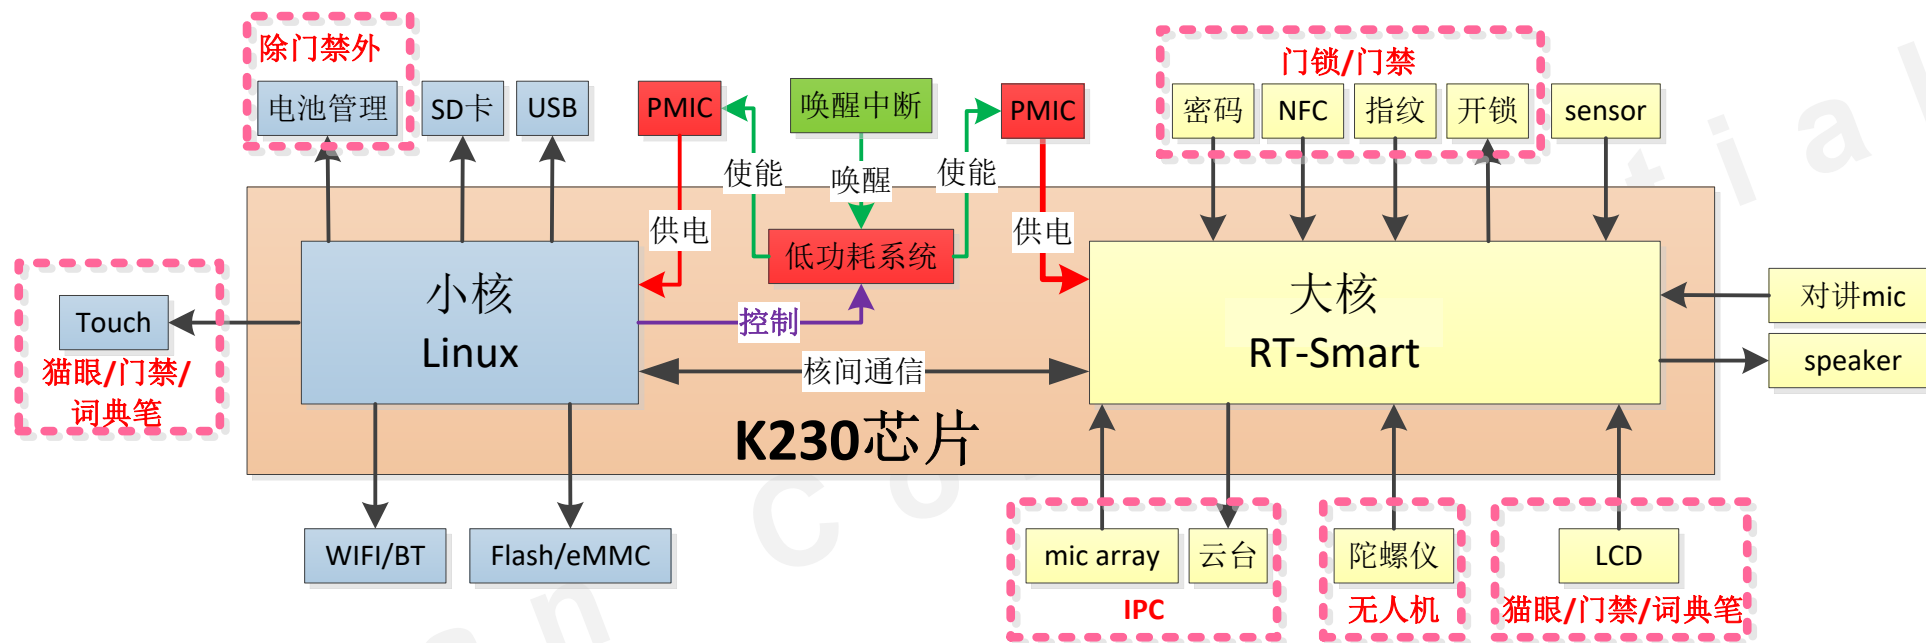 除门禁外
电池管理
SD卡
USB
PMIC
唤醒中断
PMIC
门锁/门禁
密码
NFC
指纹
开锁
sensor
使能
唤醒
使能
供电
供电
低功耗系统
小核
Linux
控制
大核
RT-Smart
核间通信
K230芯片
Touch
猫眼/门禁/
词典笔
对讲mic
speaker
WIFI/BT
Flash/eMMC
mic array
云台
IPC
陀螺仪
无人机
LCD
猫眼/门禁/词典笔